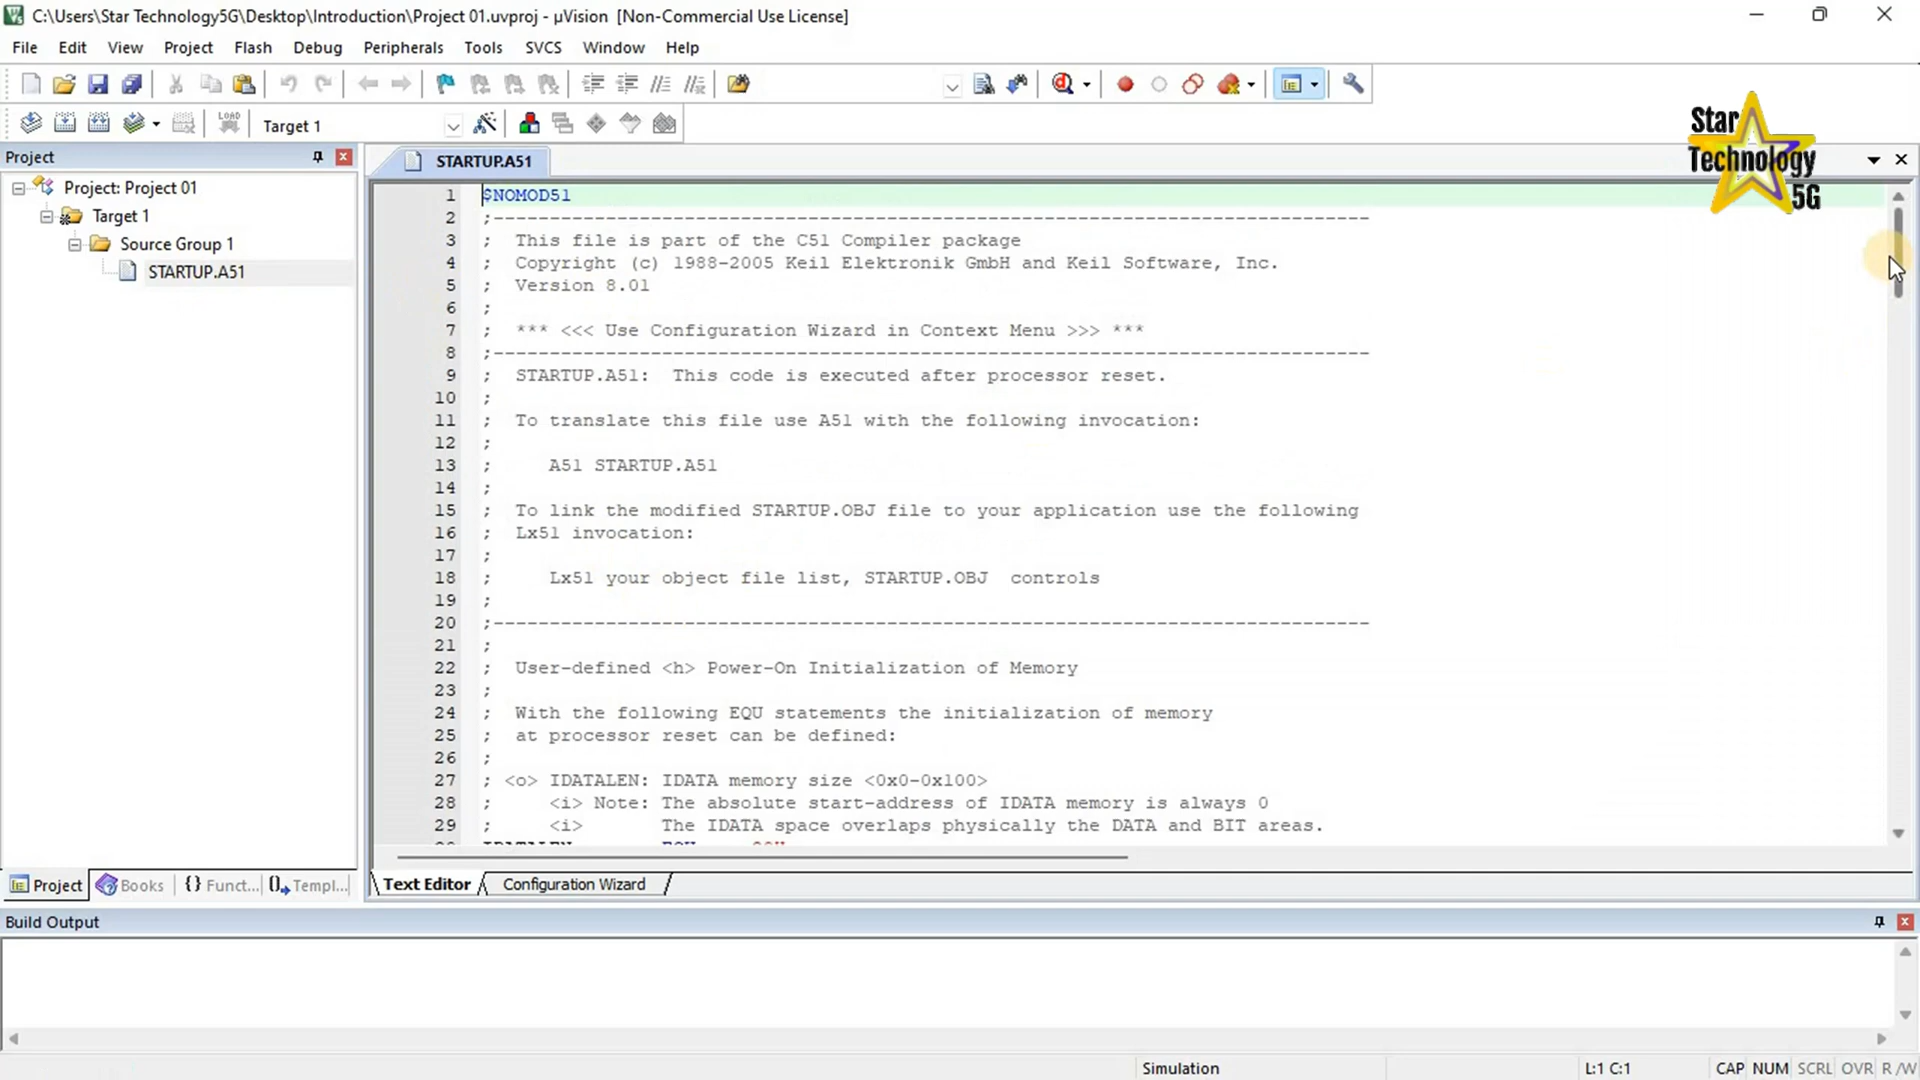 C:\Users\Star Technology5G\Desktop\Introduction\Project 01.uvproj - µVision [Non-Commercial Use License]
File Edit View Project Flash Debug Peripherals Tools SVCS Window Help
LOAD
Target 1
Star Technology 5G
Project
STARTUP.A51
Project: Project 01
Target 1
Source Group 1
STARTUP.A51
1 $NOMOD51
2 ;------------------------------------------------------------------------------
3 ;  This file is part of the C51 Compiler package
4 ;  Copyright (c) 1988-2005 Keil Elektronik GmbH and Keil Software, Inc.
5 ;  Version 8.01
6 ;
7 ;  *** <<< Use Configuration Wizard in Context Menu >>> ***
8 ;------------------------------------------------------------------------------
9 ;  STARTUP.A51:  This code is executed after processor reset.
10 ;
11 ;  To translate this file use A51 with the following invocation:
12 ;
13 ;     A51 STARTUP.A51
14 ;
15 ;  To link the modified STARTUP.OBJ file to your application use the following
16 ;  Lx51 invocation:
17 ;
18 ;     Lx51 your object file list, STARTUP.OBJ  controls
19 ;
20 ;------------------------------------------------------------------------------
21 ;
22 ;  User-defined <h> Power-On Initialization of Memory
23 ;
24 ;  With the following EQU statements the initialization of memory
25 ;  at processor reset can be defined:
26 ;
27 ; <o> IDATALEN: IDATA memory size <0x0-0x100>
28 ;     <i> Note: The absolute start-address of IDATA memory is always 0
29 ;     <i>       The IDATA space overlaps physically the DATA and BIT areas.
Project Books {} Funct... Templ...
Text Editor Configuration Wizard
Build Output
Simulation L:1 C:1 CAP NUM SCRL OVR R/W